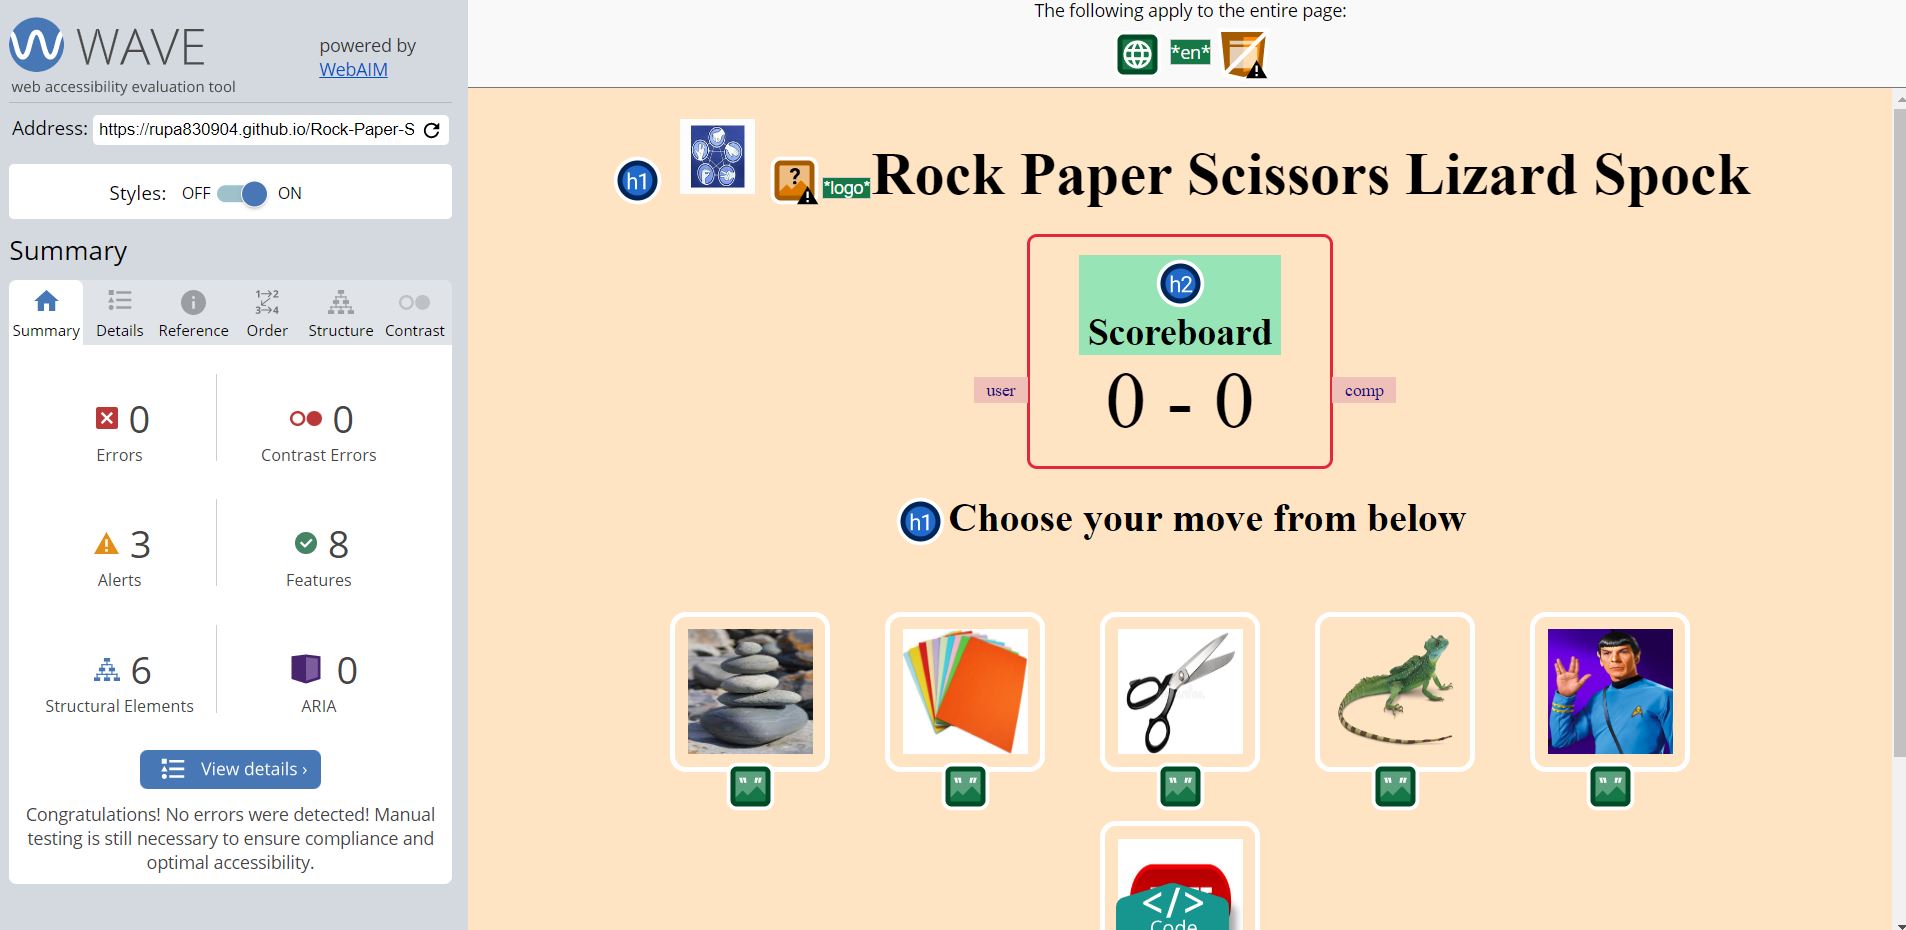 WAVE
powered by
WebAIM
web accessibility evaluation tool
Address: https://rupa830904.github.io/Rock-Paper-S
Styles: OFF ON
Summary
Summary Details Reference Order Structure Contrast
0 Errors
0 Contrast Errors
3 Alerts
8 Features
6 Structural Elements
0 ARIA
View details ›
Congratulations! No errors were detected! Manual
testing is still necessary to ensure compliance and
optimal accessibility.
The following apply to the entire page:
*en*
h1 *logo* Rock Paper Scissors Lizard Spock
h2
Scoreboard
user 0 - 0 comp
h1 Choose your move from below
</> 
Code